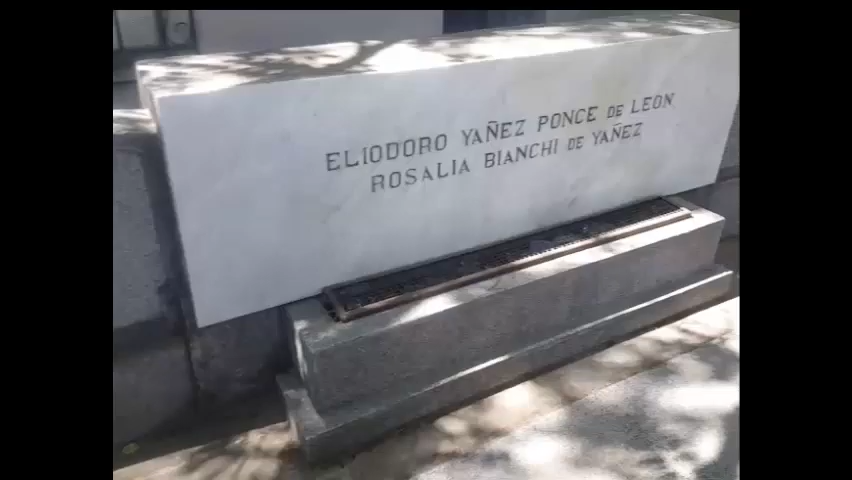 ELIODORO YAÑEZ PONCE DE LEON
ROSALIA BIANCHI DE YAÑEZ